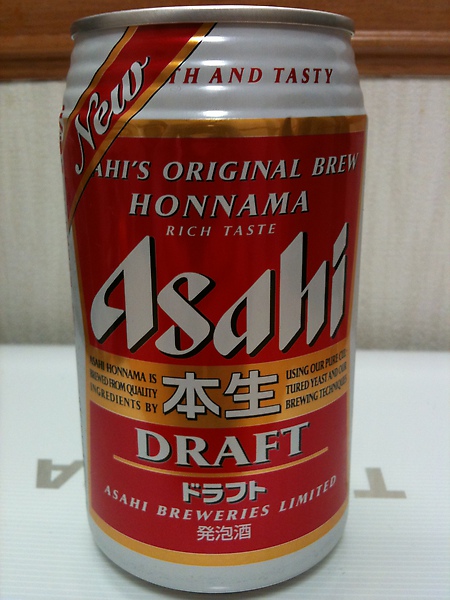 New
TH AND TASTY
AHI'S ORIGINAL BREW
HONNAMA
RICH TASTE
Asahi
ASAHI HONNAMA IS
BREWED FROM QUALITY
INGREDIENTS BY
本生
USING OUR PURE CUL
TURED YEAST AND OUR
BREWING TECHNIQUES
DRAFT
ドラフト
ASAHI BREWERIES LIMITED
発泡酒